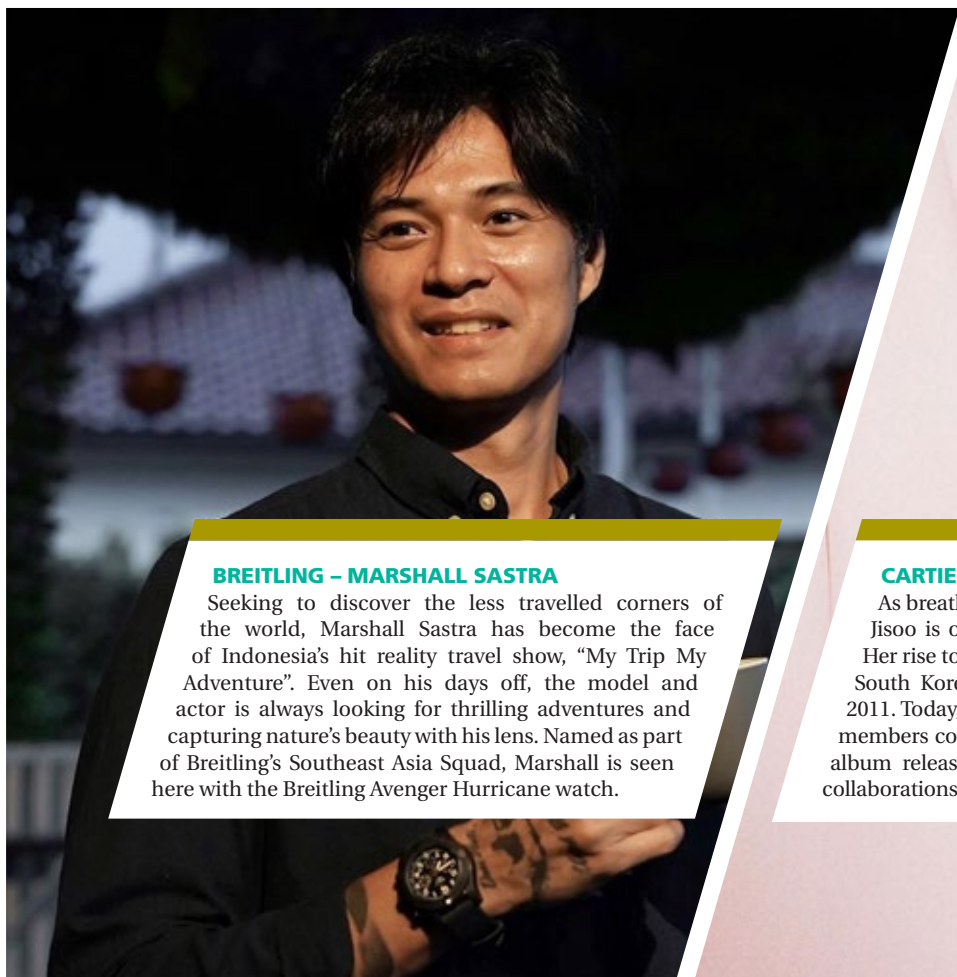 BREITLING – MARSHALL SASTRA
Seeking to discover the less travelled corners of
the world, Marshall Sastra has become the face
of Indonesia's hit reality travel show, "My Trip My
Adventure". Even on his days off, the model and
actor is always looking for thrilling adventures and
capturing nature's beauty with his lens. Named as part
of Breitling's Southeast Asia Squad, Marshall is seen
here with the Breitling Avenger Hurricane watch.
CARTIE
As breatl
Jisoo is o
Her rise to
South Kore
2011. Today,
members co
album releas
collaborations